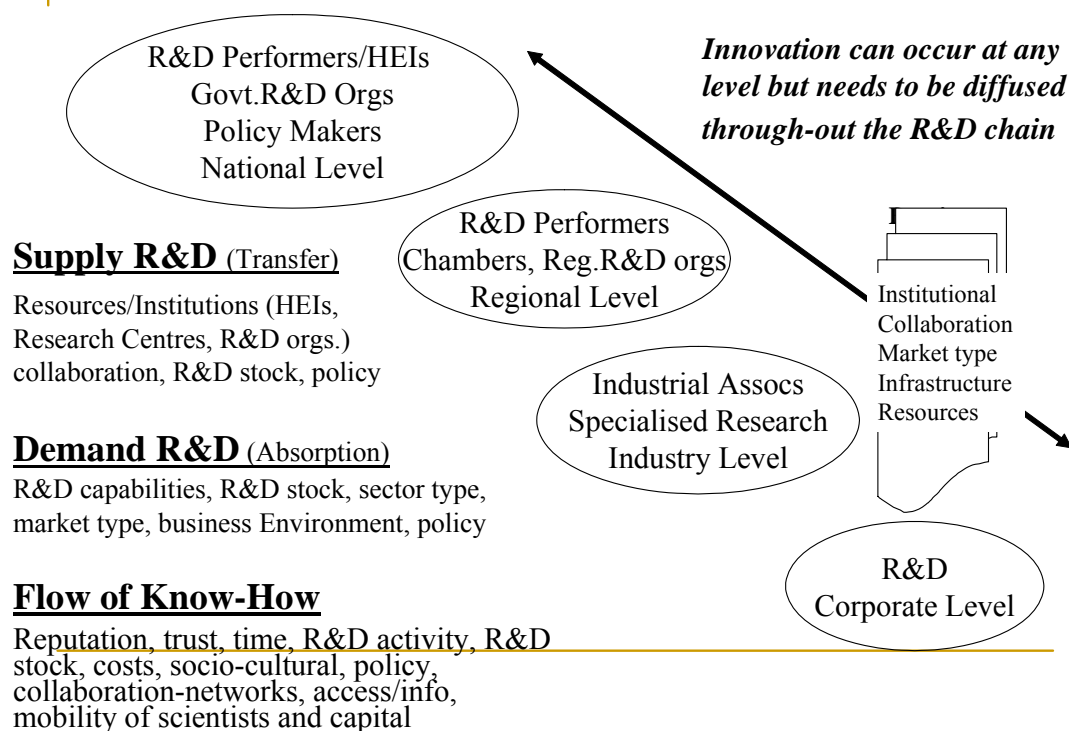 R&D Performers/HEIs
Govt.R&D Orgs
Policy Makers
National Level
Innovation can occur at any
level but needs to be diffused
through-out the R&D chain
R&D Performers
Chambers, Reg.R&D orgs
Regional Level
Supply R&D (Transfer)
Resources/Institutions (HEIs,
Research Centres, R&D orgs.)
collaboration, R&D stock, policy
Institutional
Collaboration
Market type
Infrastructure
Resources
Industrial Assocs
Specialised Research
Industry Level
Demand R&D (Absorption)
R&D capabilities, R&D stock, sector type,
market type, business Environment, policy
R&D
Corporate Level
Flow of Know-How
Reputation, trust, time, R&D activity, R&D
stock, costs, socio-cultural, policy,
collaboration-networks, access/info,
mobility of scientists and capital